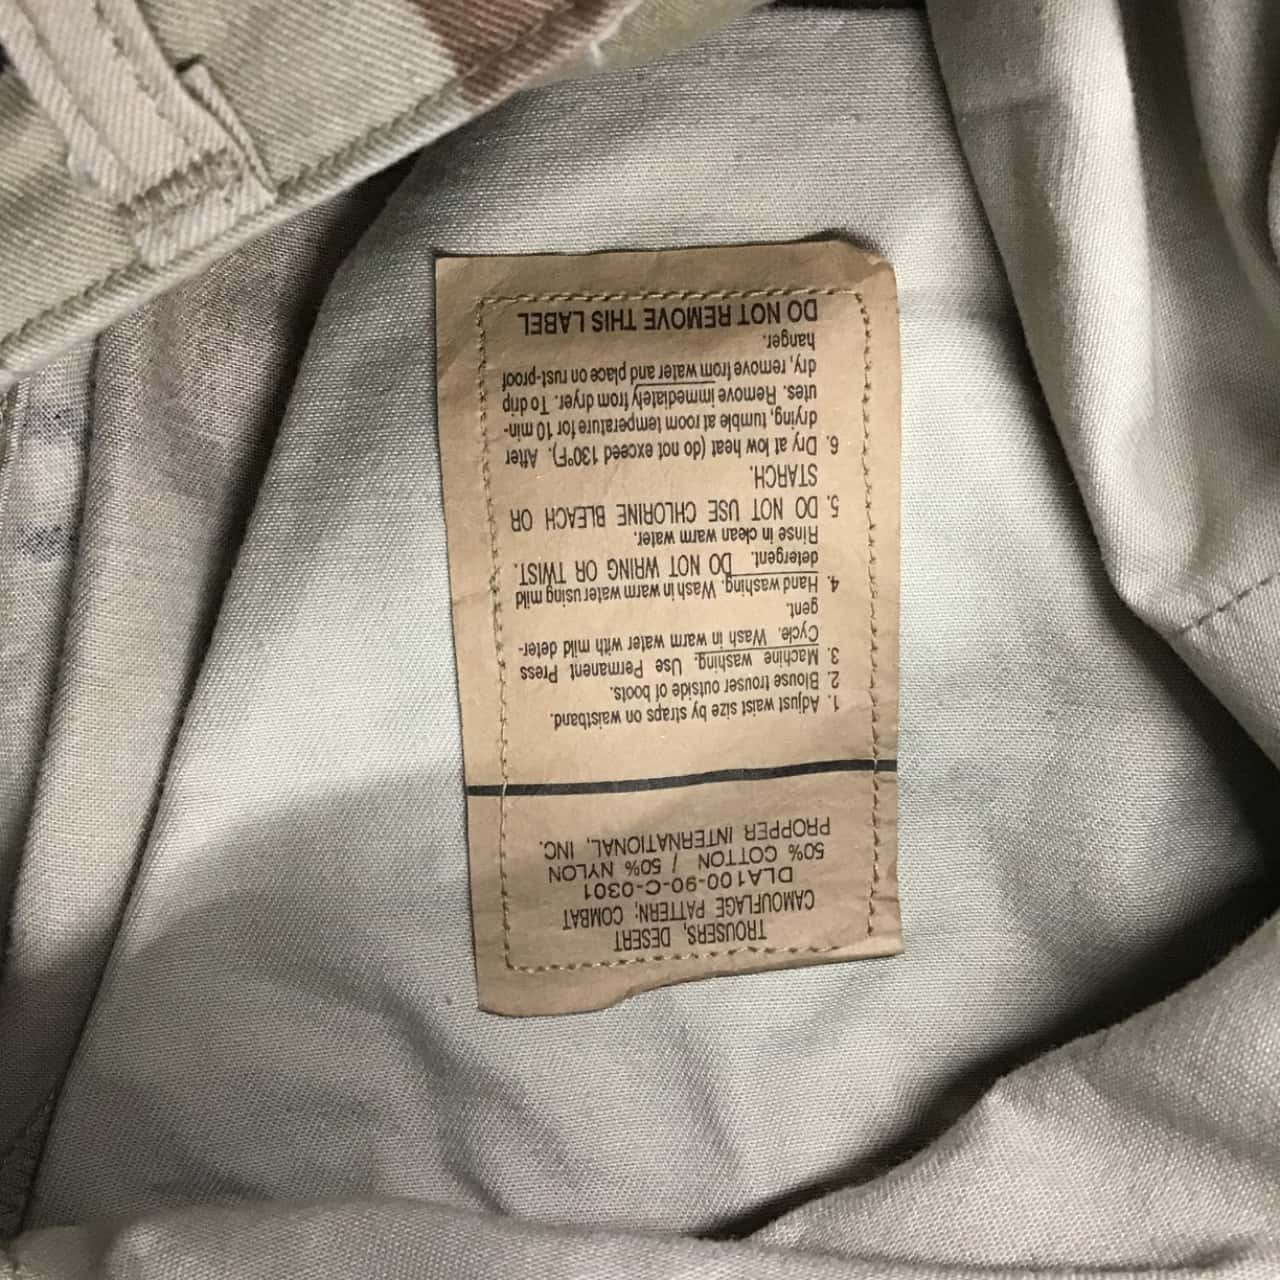 TROUSERS, DESERT
CAMOUFLAGE PATTERN; COMBAT
DLA100-90-C-0301
50% COTTON / 50% NYLON
PROPPER INTERNATIONAL, INC.
1. Adjust waist size by straps on waistband.
2. Blouse trouser outside of boots.
3. Machine washing. Use Permanent Press
Cycle. Wash in warm water with mild deter-
gent.
4. Hand washing. Wash in warm water using mild
detergent. DO NOT WRING OR TWIST.
Rinse in clean warm water.
5. DO NOT USE CHLORINE BLEACH OR
STARCH.
6. Dry at low heat (do not exceed 130°F). After
drying, tumble at room temperature for 10 min-
utes. Remove immediately from dryer. To drip
dry, remove from water and place on rust-proof
hanger.
DO NOT REMOVE THIS LABEL